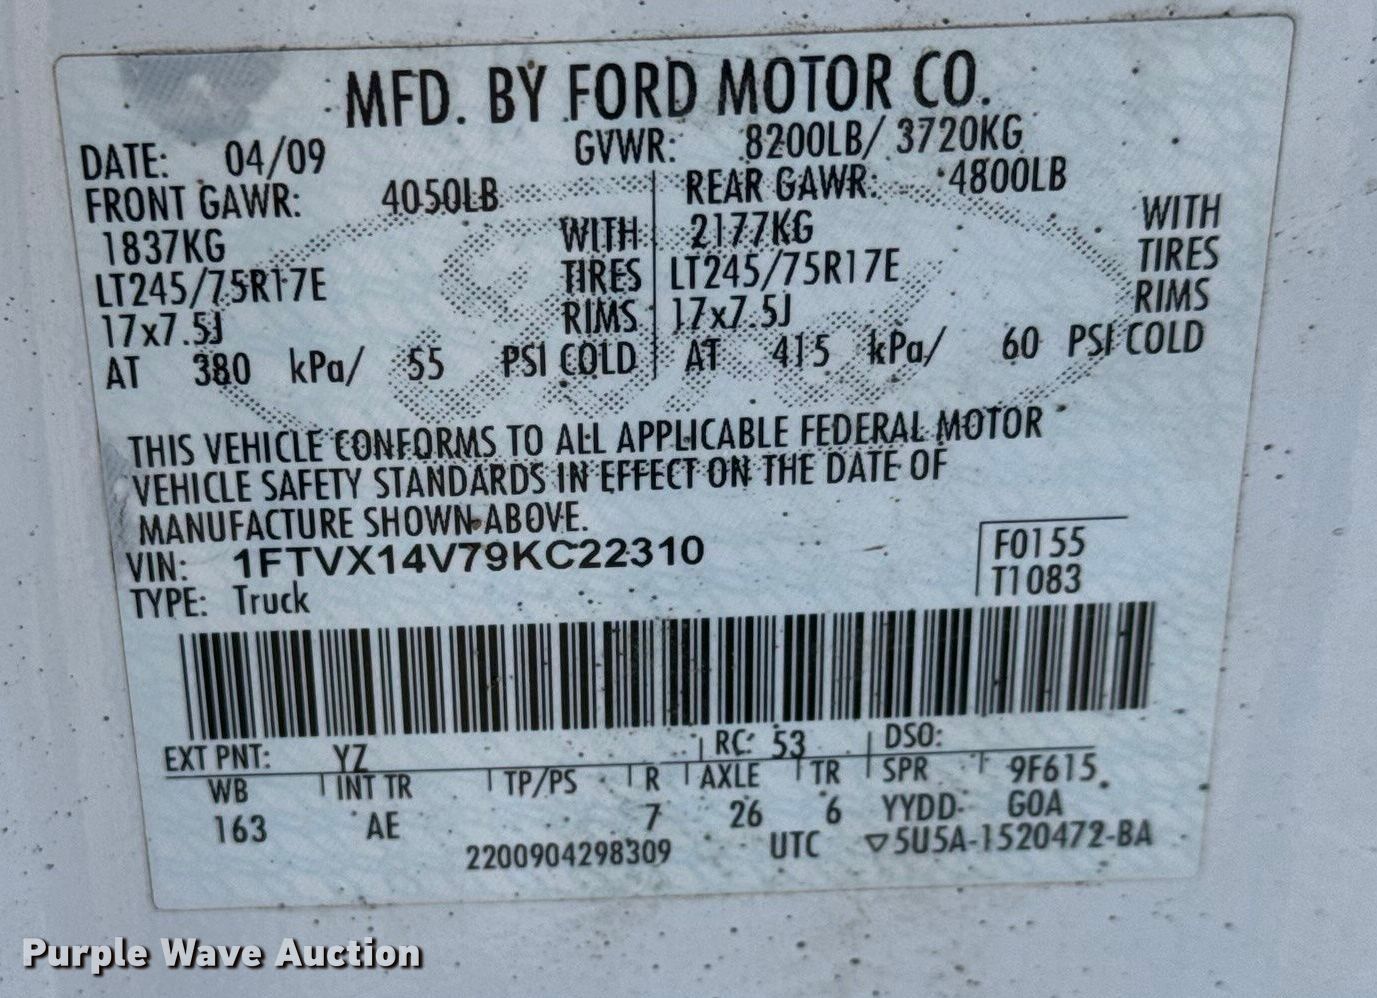 MFD. BY FORD MOTOR CO.
DATE: 04/09 GVWR: 8200LB/ 3720KG
FRONT GAWR: 4050LB REAR GAWR: 4800LB
1837KG WITH 2177KG WITH
LT245/75R17E TIRES LT245/75R17E TIRES
17x7.5J RIMS 17x7.5J RIMS
AT 380 kPa/ 55 PSI COLD AT 415 kPa/ 60 PSI COLD
THIS VEHICLE CONFORMS TO ALL APPLICABLE FEDERAL MOTOR
VEHICLE SAFETY STANDARDS IN EFFECT ON THE DATE OF
MANUFACTURE SHOWN ABOVE.
VIN: 1FTVX14V79KC22310 F0155
TYPE: Truck T1083
EXT PNT: YZ RC: 53 DSO:
WB INT TR TP/PS R AXLE TR SPR 9F615
163 AE 7 26 6 YYDD GOA
2200904298309 UTC ▽5U5A-1520472-BA
Purple Wave Auction